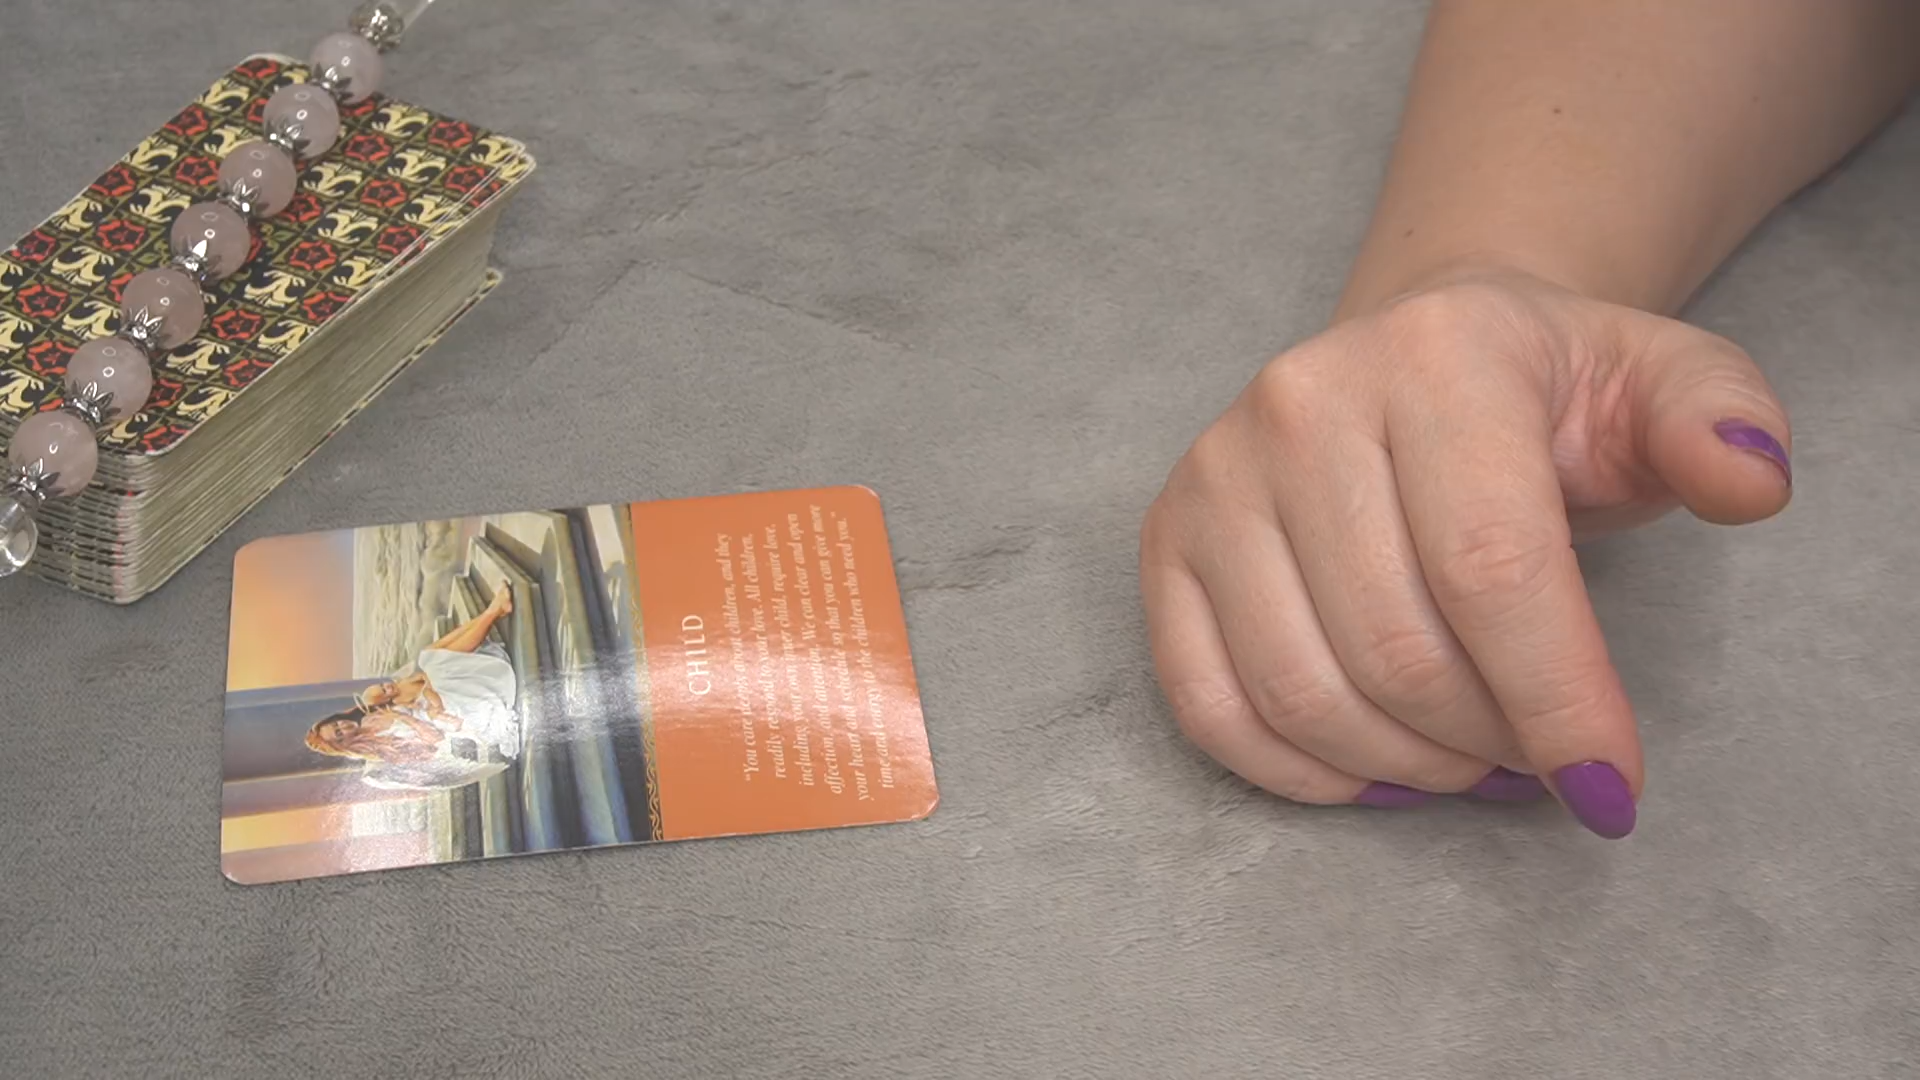 CHILD
"You care deeply about children, and they
readily respond to your love. All children,
including your own inner child, require love,
affection, and attention. We can clear and open
your heart and schedule so that you can give more
time and energy to the children who need you."